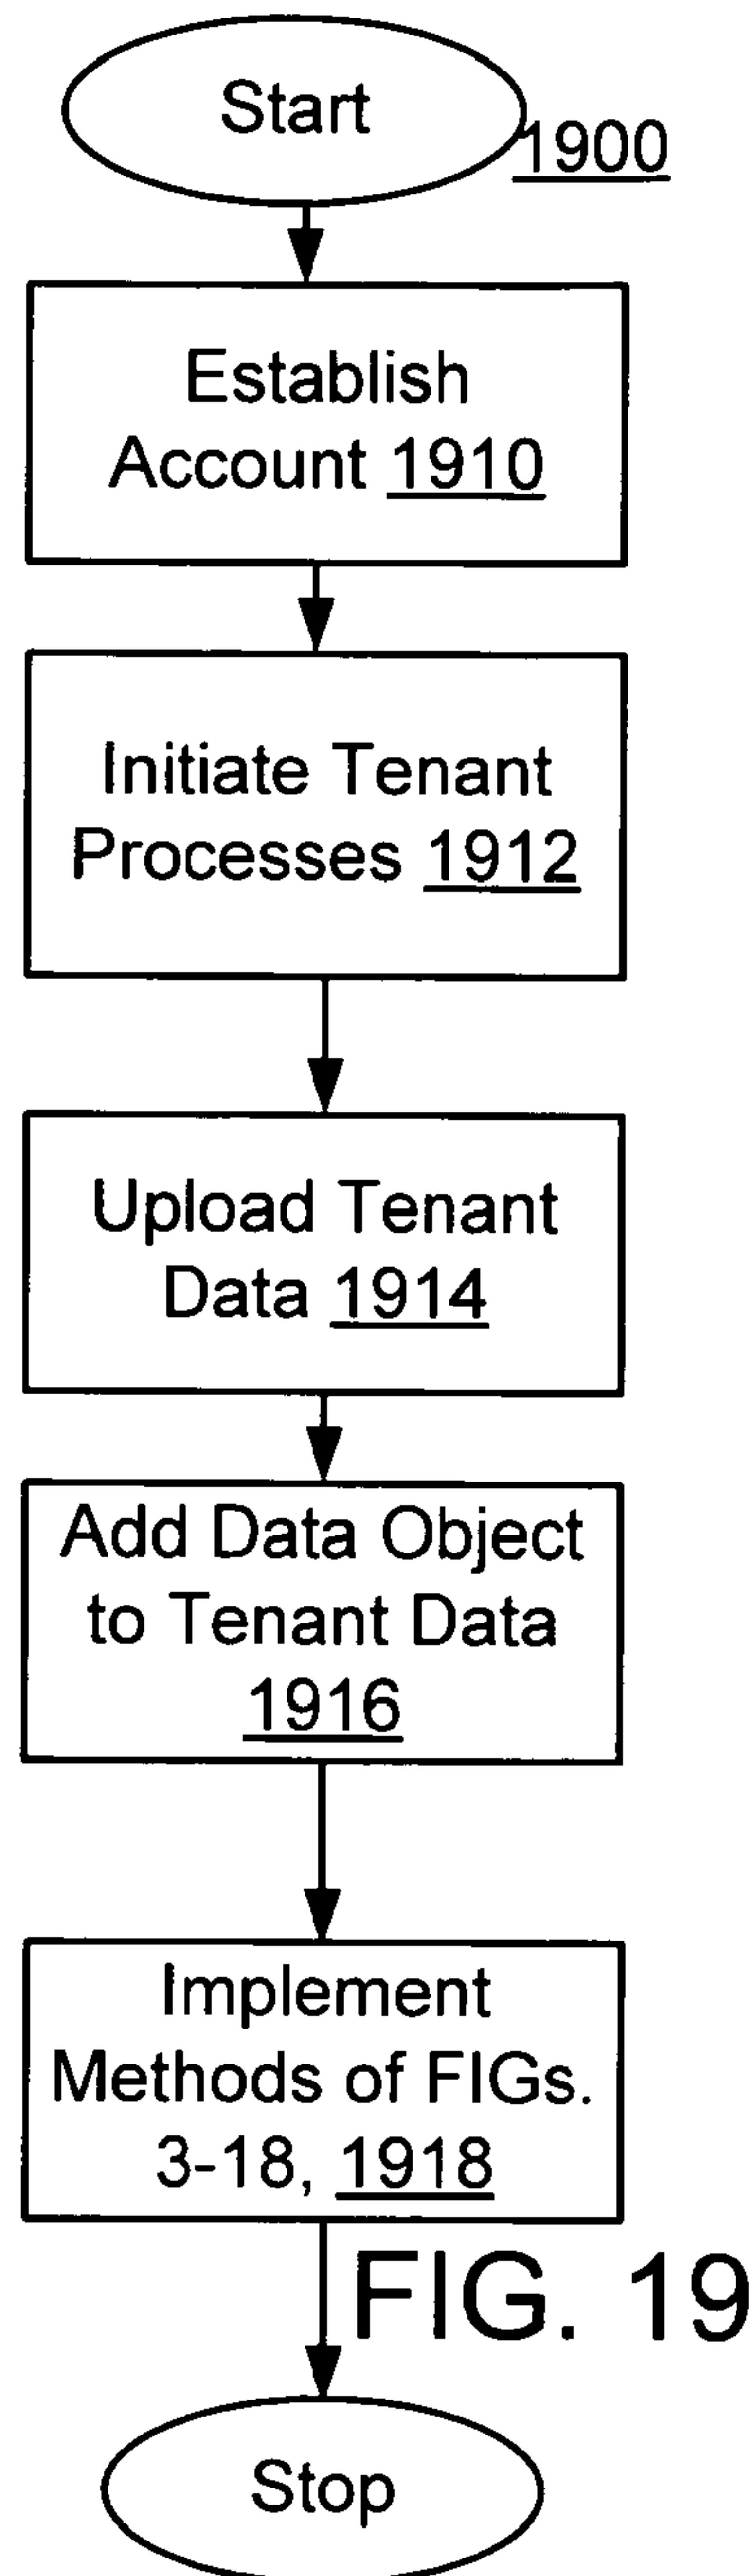 Start
1900
Establish
Account 1910
Initiate Tenant
Processes 1912
Upload Tenant
Data 1914
Add Data Object
to Tenant Data
1916
Implement
Methods of FIGs.
3-18, 1918
FIG. 19
Stop